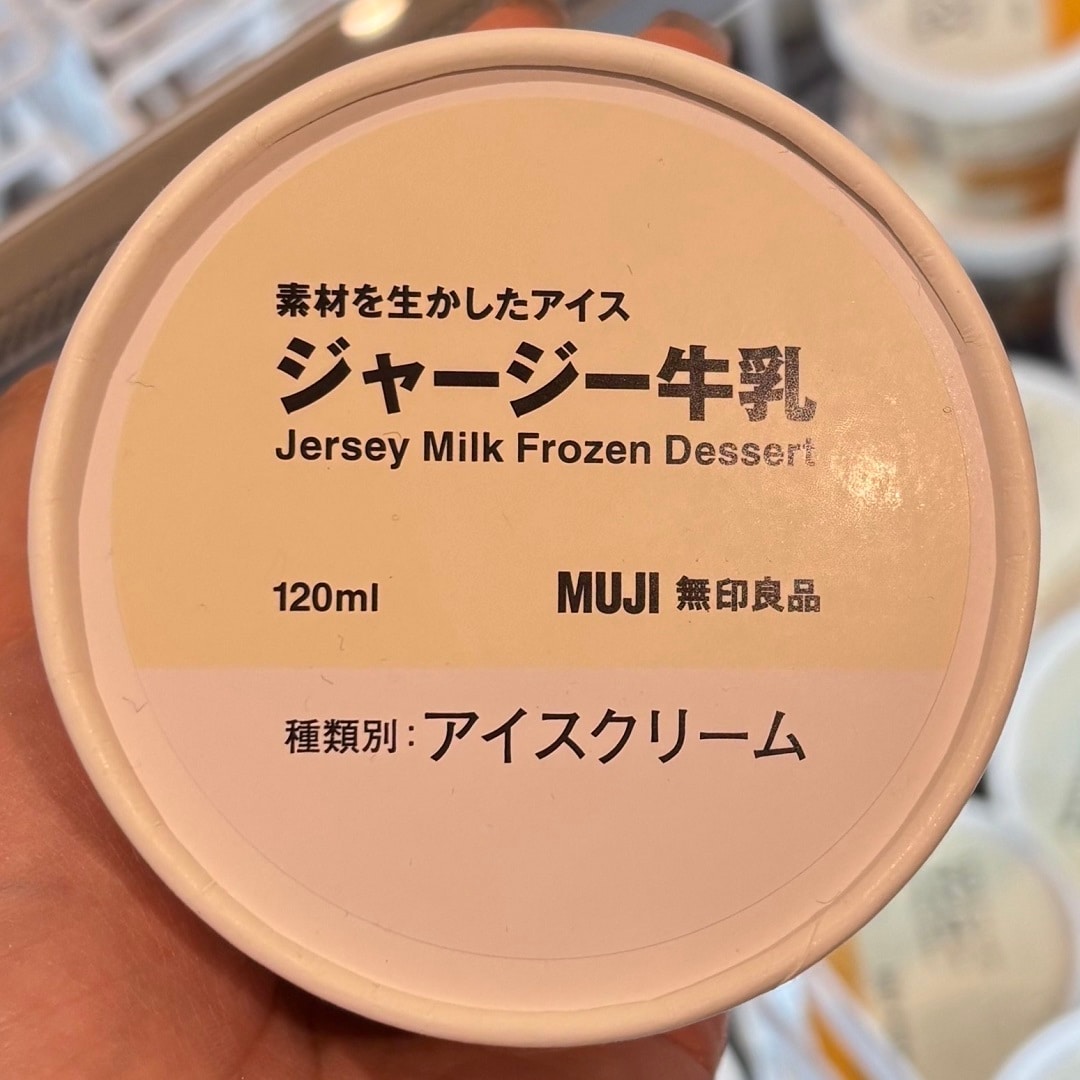 素材を生かしたアイス
ジャージー牛乳
Jersey Milk Frozen Dessert
120ml
MUJI 無印良品
種類別：アイスクリーム